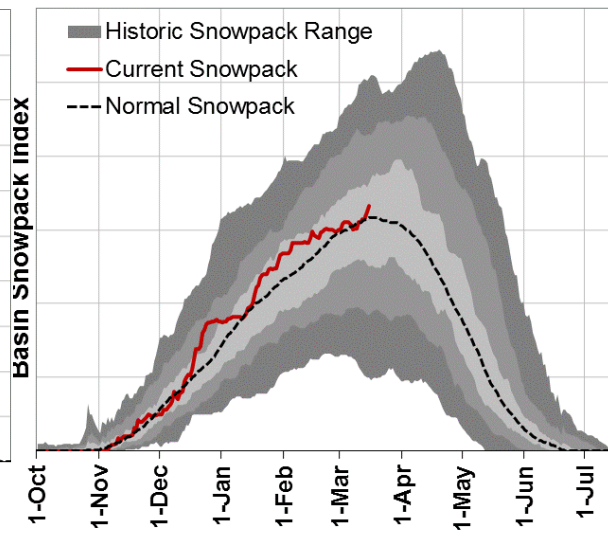 Historic Snowpack Range
Current Snowpack
Normal Snowpack
Basin Snowpack Index
1-Oct
1-Nov
1-Dec
1-Jan
1-Feb
1-Mar
1-Apr
1-May
1-Jun
1-Jul